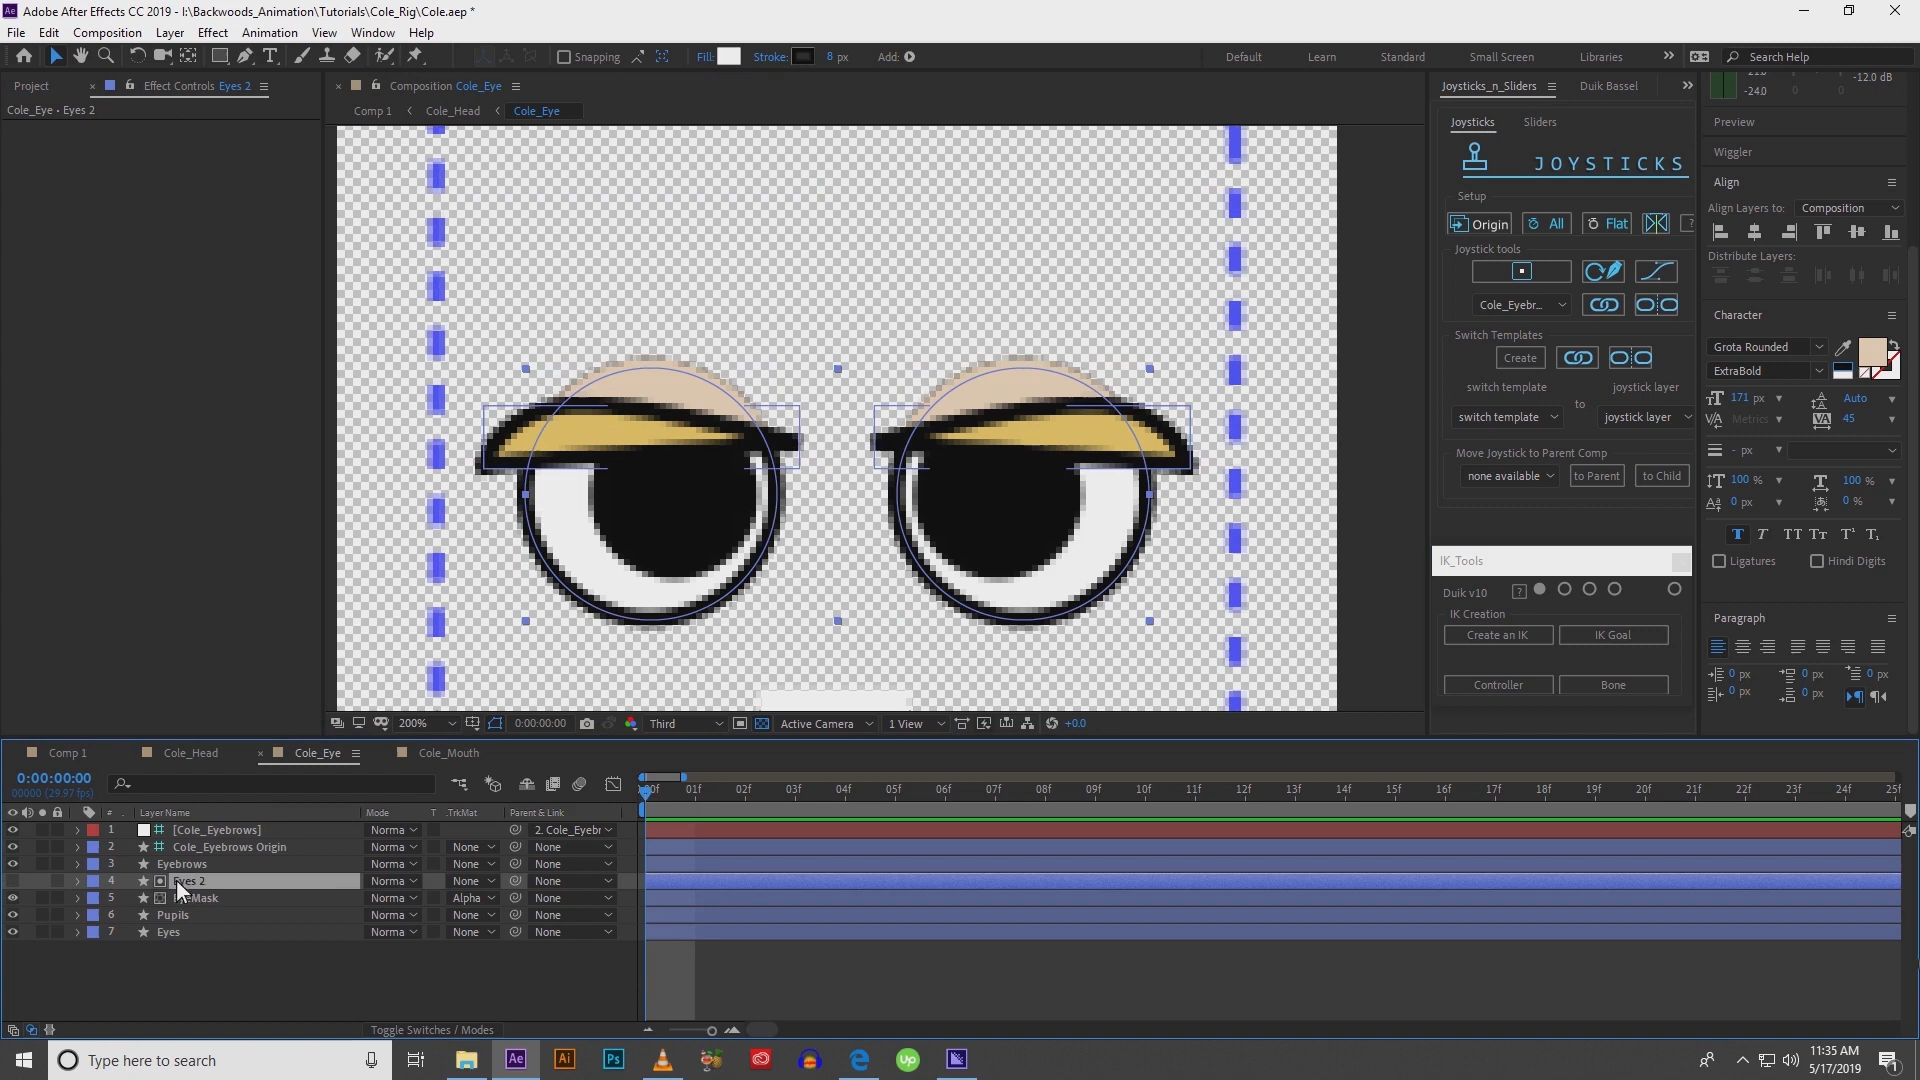 Adobe After Effects CC 2019 - I:\Backwoods_Animation\Tutorials\Cole_Rig\Cole.aep *
File Edit Composition Layer Effect Animation View Window Help
Snapping Fill: Stroke: 8 px Add: Default Learn Standard Small Screen Libraries Search Help
Project Effect Controls Eyes 2 Composition Cole_Eye Joysticks_n_Sliders Duik Bassel
Cole_Eye • Eyes 2
Comp 1 Cole_Head Cole_Eye
-12.0 dB
-24.0
Joysticks Sliders
JOYSTICKS
Setup
Origin All Flat ?
Joystick tools
Cole_Eyebr...
Switch Templates
Create
switch template joystick layer
to
switch template joystick layer
Move Joystick to Parent Comp
none available to Parent to Child
IK_Tools
Duik v10 ?
IK Creation
Create an IK IK Goal
Controller Bone
Preview
Wiggler
Align
Align Layers to: Composition
Distribute Layers:
Character
Grota Rounded
ExtraBold
171 px Auto
Metrics 45
- px
100 % 100 %
0 px 0 %
Ligatures Hindi Digits
Paragraph
0 px 0 px 0 px
0 px 0 px
200% 0:00:00:00 Third Active Camera 1 View +0.0
Comp 1 Cole_Head Cole_Eye Cole_Mouth
0:00:00:00
00000 (29.97 fps)
01f 02f 03f 04f 05f 06f 07f 08f 09f 10f 11f 12f 13f 14f 15f 16f 17f 18f 19f 20f 21f 22f 23f 24f
# Layer Name Mode T .TrkMat Parent & Link
1 [Cole_Eyebrows] Norma 2. Cole_Eyebr
2 Cole_Eyebrows Origin Norma None None
3 Eyebrows Norma None None
4 Eyes 2 Norma None None
5 Mask Norma Alpha None
6 Pupils Norma None None
7 Eyes Norma None None
Toggle Switches / Modes
Type here to search
Ae Ai Ps Up
11:35 AM
5/17/2019
1